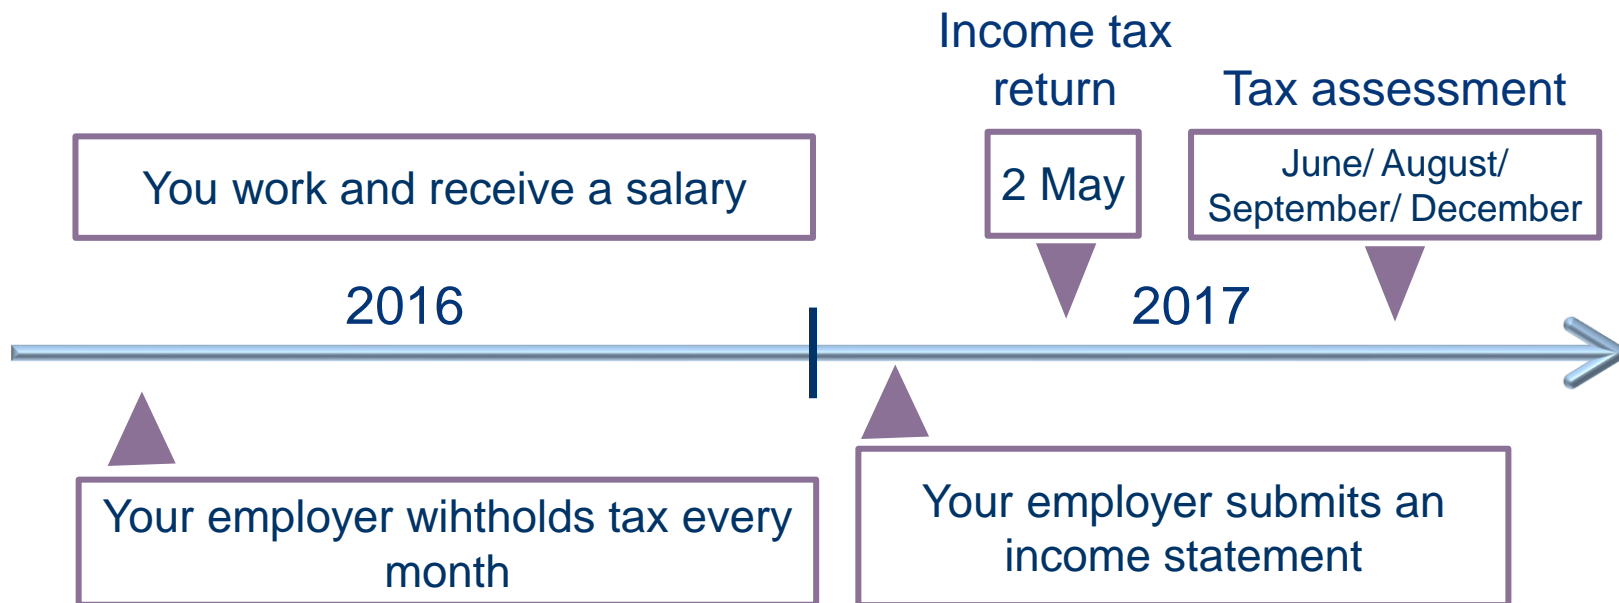 Income tax
return
Tax assessment
You work and receive a salary
2 May
June/ August/
September/ December
2016
2017
Your employer wihtholds tax every
month
Your employer submits an
income statement